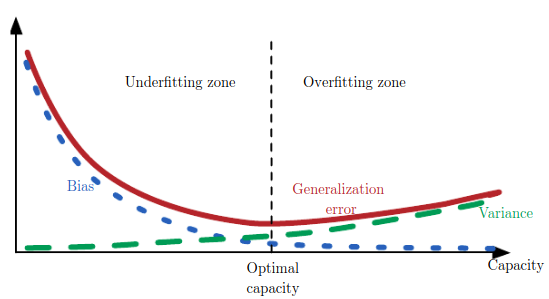 Underfitting zone
Overfitting zone
Bias
Generalization
error
Variance
Capacity
Optimal
capacity